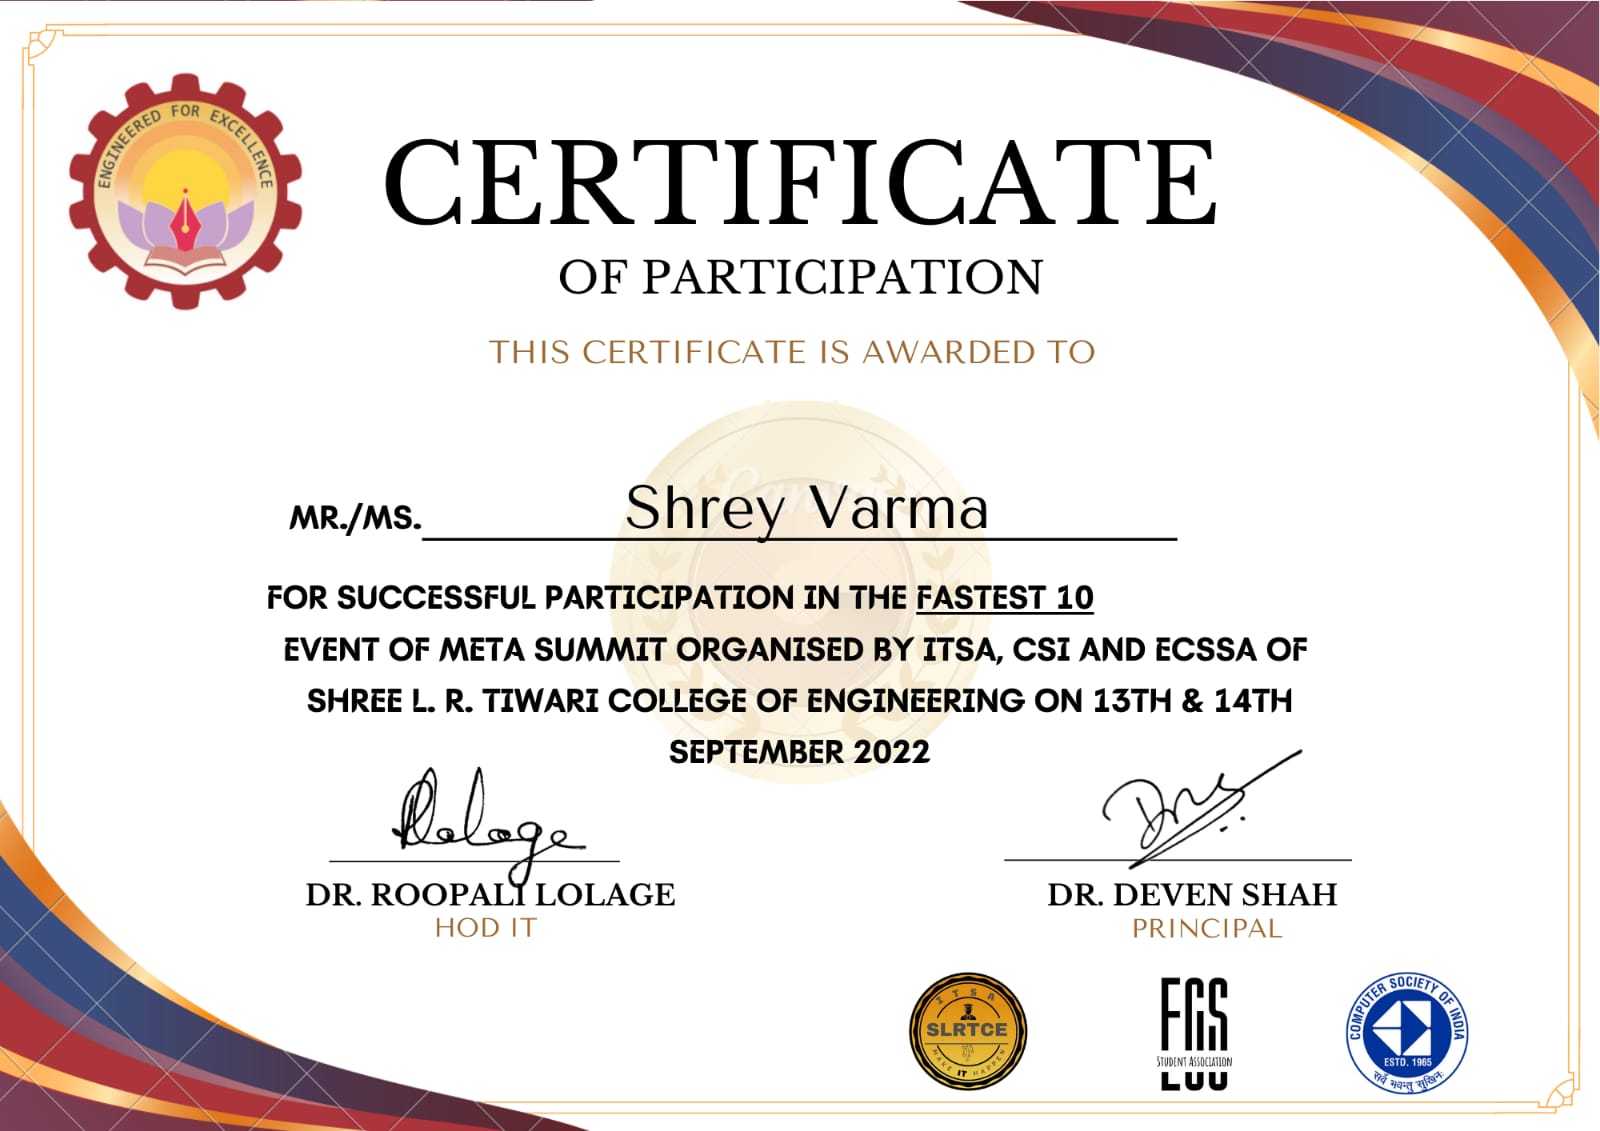 ENGINEERED FOR EXCELLENCE
CERTIFICATE
OF PARTICIPATION
THIS CERTIFICATE IS AWARDED TO
Canva
MR./MS. Shrey Varma
FOR SUCCESSFUL PARTICIPATION IN THE FASTEST 10
EVENT OF META SUMMIT ORGANISED BY ITSA, CSI AND ECSSA OF
SHREE L. R. TIWARI COLLEGE OF ENGINEERING ON 13TH & 14TH
SEPTEMBER 2022
Lolage
DR. ROOPALI LOLAGE
HOD IT
DR. DEVEN SHAH
PRINCIPAL
ITSA
SLRTCE
MAKE IT HAPPEN
STUDENT ASSOCIATION
COMPUTER SOCIETY OF INDIA
ESTD. 1965
सर्वे भवन्तु सुखिनः